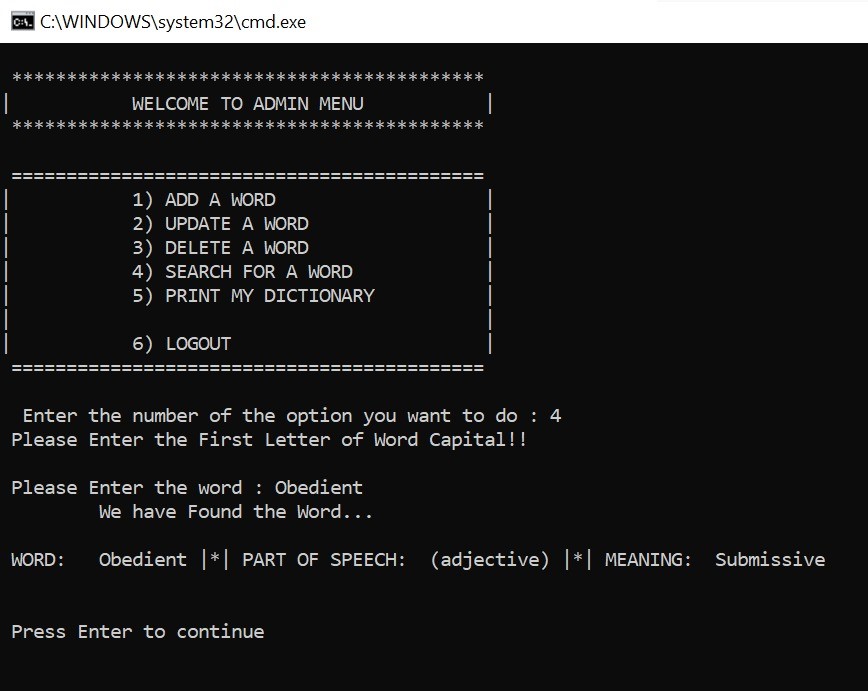 C:\WINDOWS\system32\cmd.exe
*******************************************
|           WELCOME TO ADMIN MENU           |
*******************************************
===========================================
|           1) ADD A WORD                   |
|           2) UPDATE A WORD                |
|           3) DELETE A WORD                |
|           4) SEARCH FOR A WORD            |
|           5) PRINT MY DICTIONARY          |
|                                           |
|           6) LOGOUT                       |
===========================================
Enter the number of the option you want to do : 4
Please Enter the First Letter of Word Capital!!
Please Enter the word : Obedient
We have Found the Word...
WORD:   Obedient |*| PART OF SPEECH:  (adjective) |*| MEANING:  Submissive
Press Enter to continue